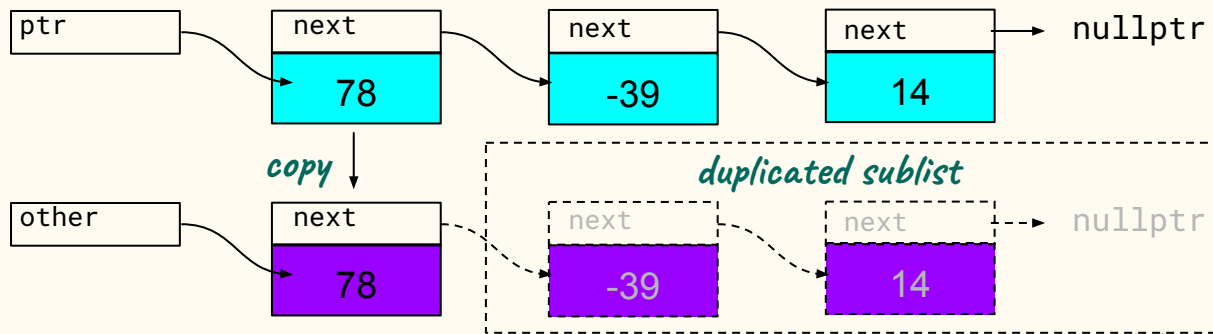 ptr next next next nullptr
78 -39 14
copy duplicated sublist
other next next next nullptr
78 -39 14